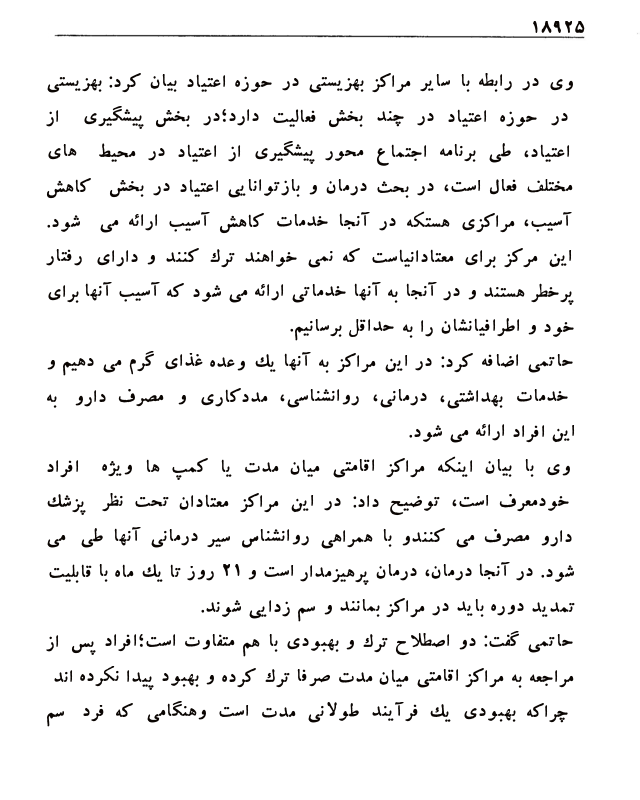 ۱۸۹۲۵
وی در رابطه با سایر مراکز بهزیستی در حوزه اعتیاد بیان کرد: بهزیستی
در حوزه اعتیاد در چند بخش فعالیت دارد؛در بخش پیشگیری از
اعتیاد، طی برنامه اجتماع محور پیشگیری از اعتیاد در محیط های
مختلف فعال است، در بحث درمان و بازتوانایی اعتیاد در بخش کاهش
آسیب، مراکزی هستکه در آنجا خدمات کاهش آسیب ارائه می شود.
این مرکز برای معتادانیاست که نمی خواهند ترك کنند و دارای رفتار
پرخطر هستند و در آنجا به آنها خدماتی ارائه می شود که آسیب آنها برای
خود و اطرافیانشان را به حداقل برسانیم.
حاتمی اضافه کرد: در این مراکز به آنها یك وعده غذای گرم می دهیم و
خدمات بهداشتی، درمانی، روانشناسی، مددکاری و مصرف دارو به
این افراد ارائه می شود.
وی با بیان اینکه مراکز اقامتی میان مدت یا کمپ ها ویژه افراد
خودمعرف است، توضیح داد: در این مراکز معتادان تحت نظر پزشك
دارو مصرف می کنندو با همراهی روانشناس سیر درمانی آنها طی می
شود. در آنجا درمان، درمان پرهیزمدار است و ۲۱ روز تا یك ماه با قابلیت
تمدید دوره باید در مراکز بمانند و سم زدایی شوند.
حاتمی گفت: دو اصطلاح ترك و بهبودی با هم متفاوت است؛افراد پس از
مراجعه به مراکز اقامتی میان مدت صرفا ترك کرده و بهبود پیدا نکرده اند
چراکه بهبودی یك فرآیند طولانی مدت است وهنگامی که فرد سم